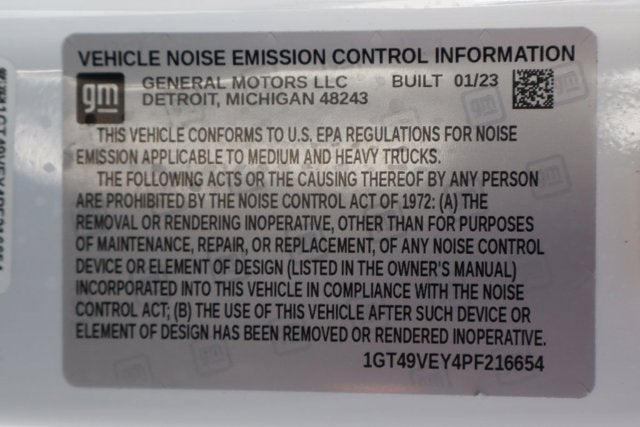 VEHICLE NOISE EMISSION CONTROL INFORMATION
gm
GENERAL MOTORS LLC BUILT 01/23
DETROIT, MICHIGAN 48243
THIS VEHICLE CONFORMS TO U.S. EPA REGULATIONS FOR NOISE
EMISSION APPLICABLE TO MEDIUM AND HEAVY TRUCKS.
THE FOLLOWING ACTS OR THE CAUSING THEREOF BY ANY PERSON
ARE PROHIBITED BY THE NOISE CONTROL ACT OF 1972: (A) THE
REMOVAL OR RENDERING INOPERATIVE, OTHER THAN FOR PURPOSES
OF MAINTENANCE, REPAIR, OR REPLACEMENT, OF ANY NOISE CONTROL
DEVICE OR ELEMENT OF DESIGN (LISTED IN THE OWNER'S MANUAL)
INCORPORATED INTO THIS VEHICLE IN COMPLIANCE WITH THE NOISE
CONTROL ACT; (B) THE USE OF THIS VEHICLE AFTER SUCH DEVICE OR
ELEMENT OF DESIGN HAS BEEN REMOVED OR RENDERED INOPERATIVE.
1GT49VEY4PF216654